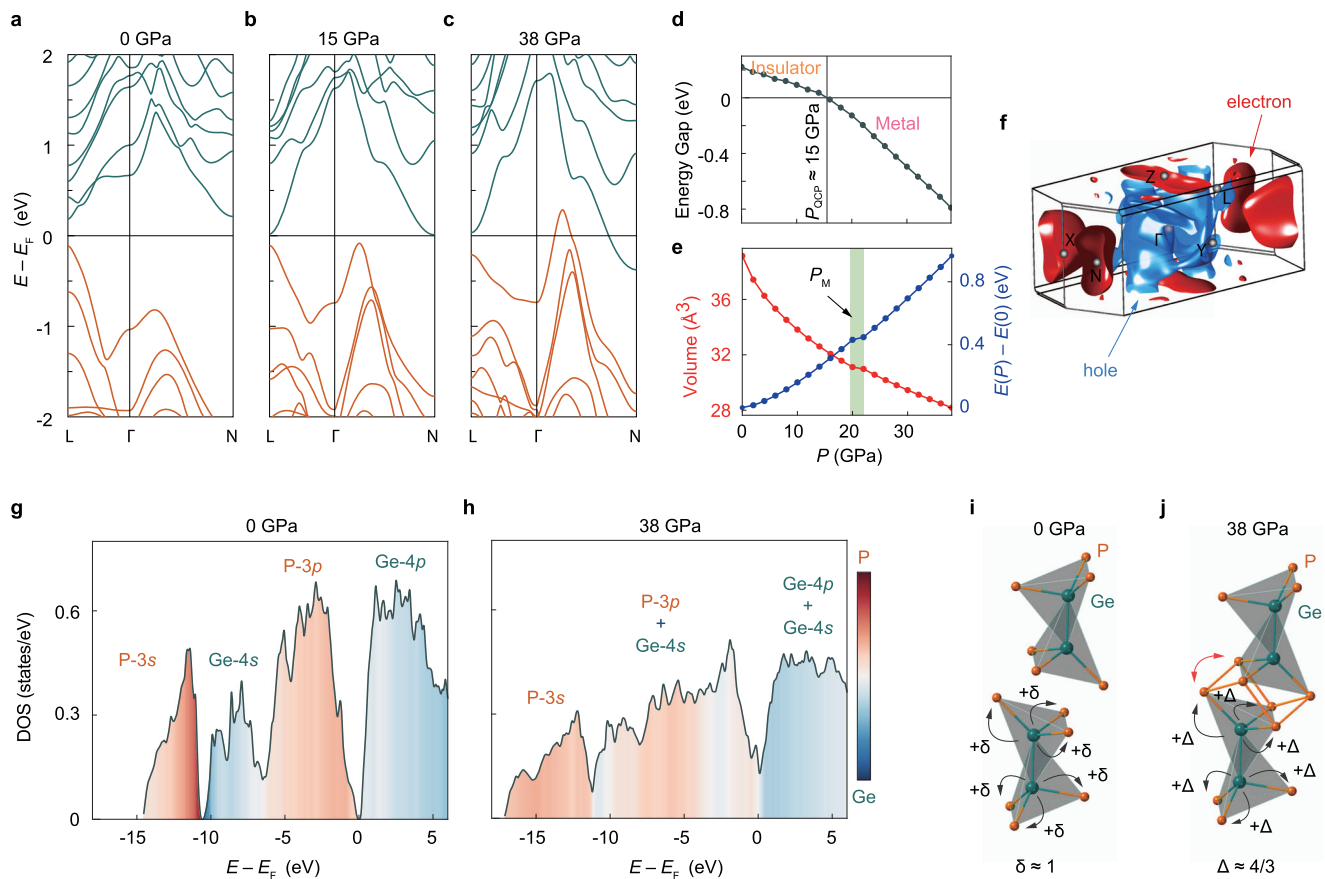 a
0 GPa
b
15 GPa
c
38 GPa
E – E_F (eV)
2
1
0
-1
-2
L Γ N
L Γ N
L Γ N
d
Energy Gap (eV)
0
-0.4
-0.8
Insulator
Metal
P_QCP ≈ 15 GPa
e
Volume (Å³)
36
32
28
P_M
0.8
0.4
0
E(P) – E(0) (eV)
0 10 20 30
P (GPa)
f
electron
Z
L
X
Γ
Y
N
hole
g
0 GPa
DOS (states/eV)
0.6
0.3
0
P-3s
Ge-4s
P-3p
Ge-4p
-15 -10 -5 0 5
E – E_F (eV)
h
38 GPa
P-3s
P-3p
+
Ge-4s
Ge-4p
+
Ge-4s
-15 -10 -5 0 5
E – E_F (eV)
P
Ge
i
0 GPa
P
Ge
+δ
+δ
+δ
+δ
+δ
+δ
δ ≈ 1
j
38 GPa
P
Ge
+Δ
+Δ
+Δ
+Δ
+Δ
+Δ
Δ ≈ 4/3